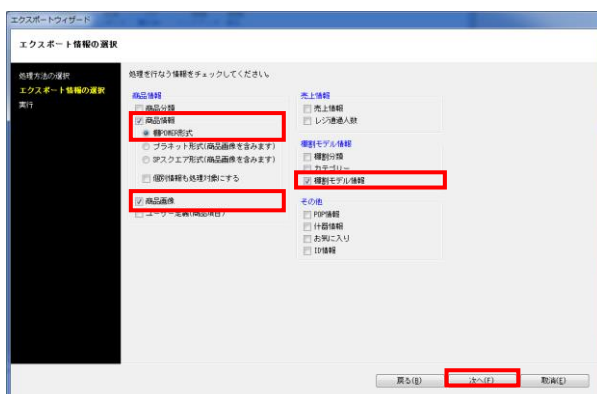 エクスポートウィザード
エクスポート情報の選択
処理方法の選択
エクスポート情報の選択
実行
処理を行なう情報をチェックしてください。
商品情報
商品分類
商品情報
棚POWER形式
プラネット形式(商品画像を含みます)
IPスクエア形式(商品画像を含みます)
個別情報も処理対象にする
商品画像
ユーザー定義(商品項目)
売上情報
売上情報
レジ通過人数
棚割モデル情報
棚割分類
カテゴリー
棚割モデル情報
その他
POP情報
什器情報
お気に入り
ID情報
戻る(B)
次へ(F)
取消(E)